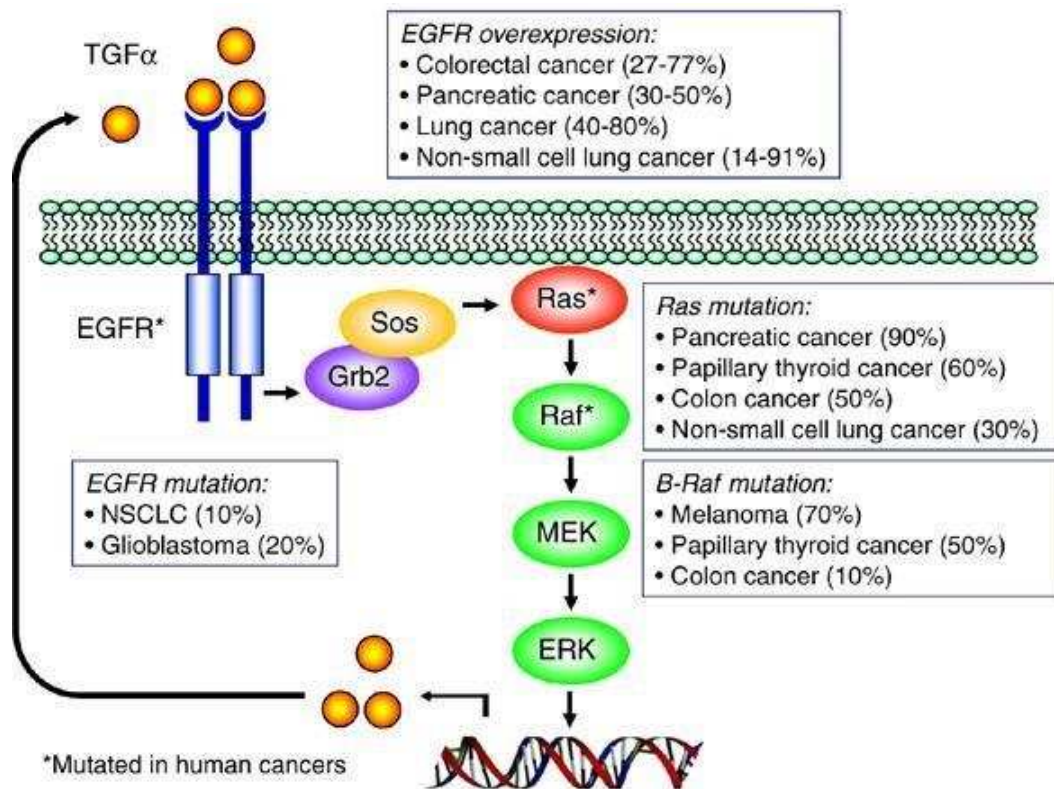 TGFα
EGFR overexpression:
• Colorectal cancer (27-77%)
• Pancreatic cancer (30-50%)
• Lung cancer (40-80%)
• Non-small cell lung cancer (14-91%)
EGFR*
Sos
Grb2
Ras*
Raf*
MEK
ERK
Ras mutation:
• Pancreatic cancer (90%)
• Papillary thyroid cancer (60%)
• Colon cancer (50%)
• Non-small cell lung cancer (30%)
EGFR mutation:
• NSCLC (10%)
• Glioblastoma (20%)
B-Raf mutation:
• Melanoma (70%)
• Papillary thyroid cancer (50%)
• Colon cancer (10%)
*Mutated in human cancers